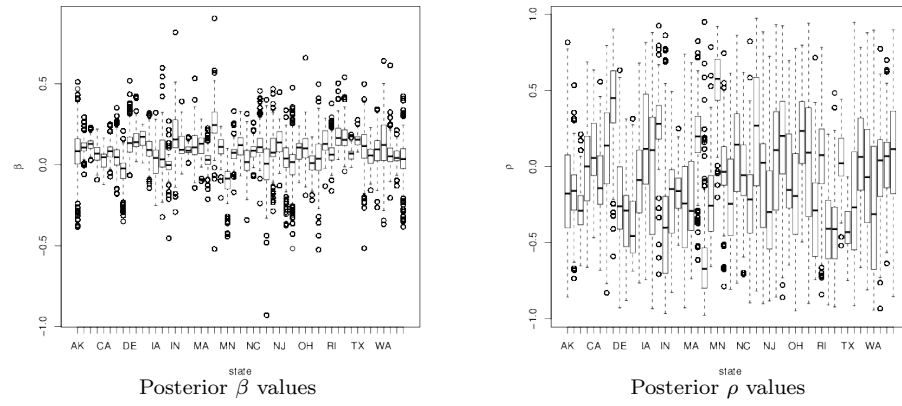 β
0.5
0.0
−0.5
−1.0
AK CA DE IA IN MA MN NC NJ OH RI TX WA
state
Posterior β values
ρ
1.0
0.5
0.0
−0.5
−1.0
AK CA DE IA IN MA MN NC NJ OH RI TX WA
state
Posterior ρ values